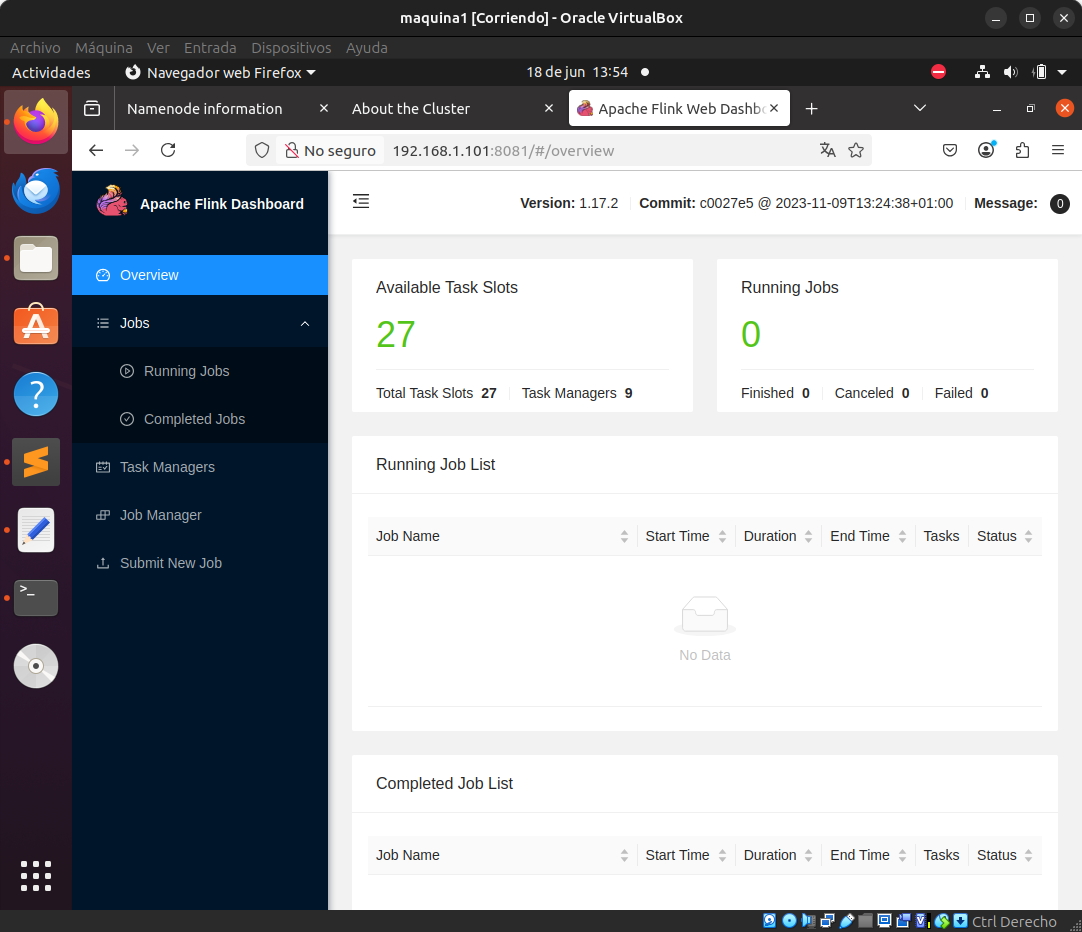 maquina1 [Corriendo] - Oracle VirtualBox
Archivo Máquina Ver Entrada Dispositivos Ayuda
Actividades Navegador web Firefox 18 de jun 13:54
Namenode information About the Cluster Apache Flink Web Dashbo
No seguro 192.168.1.101:8081/#/overview
Apache Flink Dashboard
Version: 1.17.2 Commit: c0027e5 @ 2023-11-09T13:24:38+01:00 Message: 0
Overview
Jobs
Running Jobs
Completed Jobs
Task Managers
Job Manager
Submit New Job
Available Task Slots
27
Total Task Slots 27 Task Managers 9
Running Jobs
0
Finished 0 Canceled 0 Failed 0
Running Job List
Job Name Start Time Duration End Time Tasks Status
No Data
Completed Job List
Job Name Start Time Duration End Time Tasks Status
Ctrl Derecho